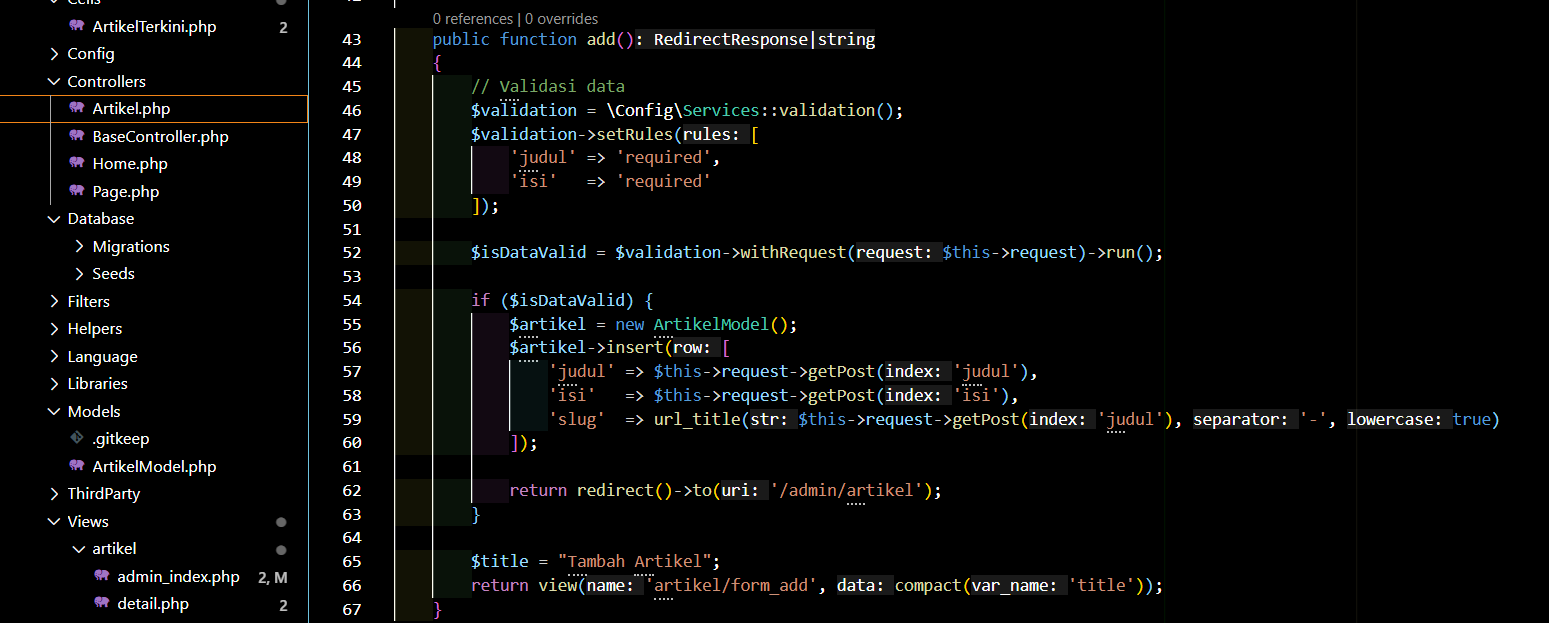 Cells
ArtikelTerkini.php 2
Config
Controllers
Artikel.php
BaseController.php
Home.php
Page.php
Database
Migrations
Seeds
Filters
Helpers
Language
Libraries
Models
.gitkeep
ArtikelModel.php
ThirdParty
Views
artikel
admin_index.php 2, M
detail.php 2
0 references | 0 overrides
43 public function add(): RedirectResponse|string
44 {
45 // Validasi data
46 $validation = \Config\Services::validation();
47 $validation->setRules(rules: [
48 'judul' => 'required',
49 'isi' => 'required'
50 ]);
51
52 $isDataValid = $validation->withRequest(request: $this->request)->run();
53
54 if ($isDataValid) {
55 $artikel = new ArtikelModel();
56 $artikel->insert(row: [
57 'judul' => $this->request->getPost(index: 'judul'),
58 'isi' => $this->request->getPost(index: 'isi'),
59 'slug' => url_title(str: $this->request->getPost(index: 'judul'), separator: '-', lowercase: true)
60 ]);
61
62 return redirect()->to(uri: '/admin/artikel');
63 }
64
65 $title = "Tambah Artikel";
66 return view(name: 'artikel/form_add', data: compact(var_name: 'title'));
67 }